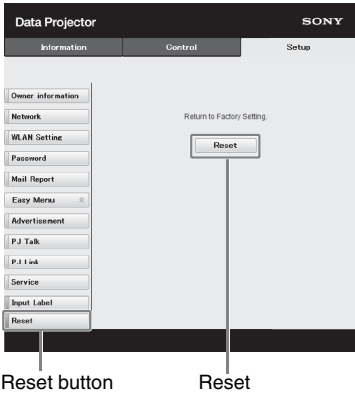 Data Projector SONY
Information Control Setup
Owner information
Network
WLAN Setting
Password
Mail Report
Easy Menu
Advertisement
PJ Talk
PJ Link
Service
Input Label
Reset
Return to Factory Setting.
Reset
Reset button Reset